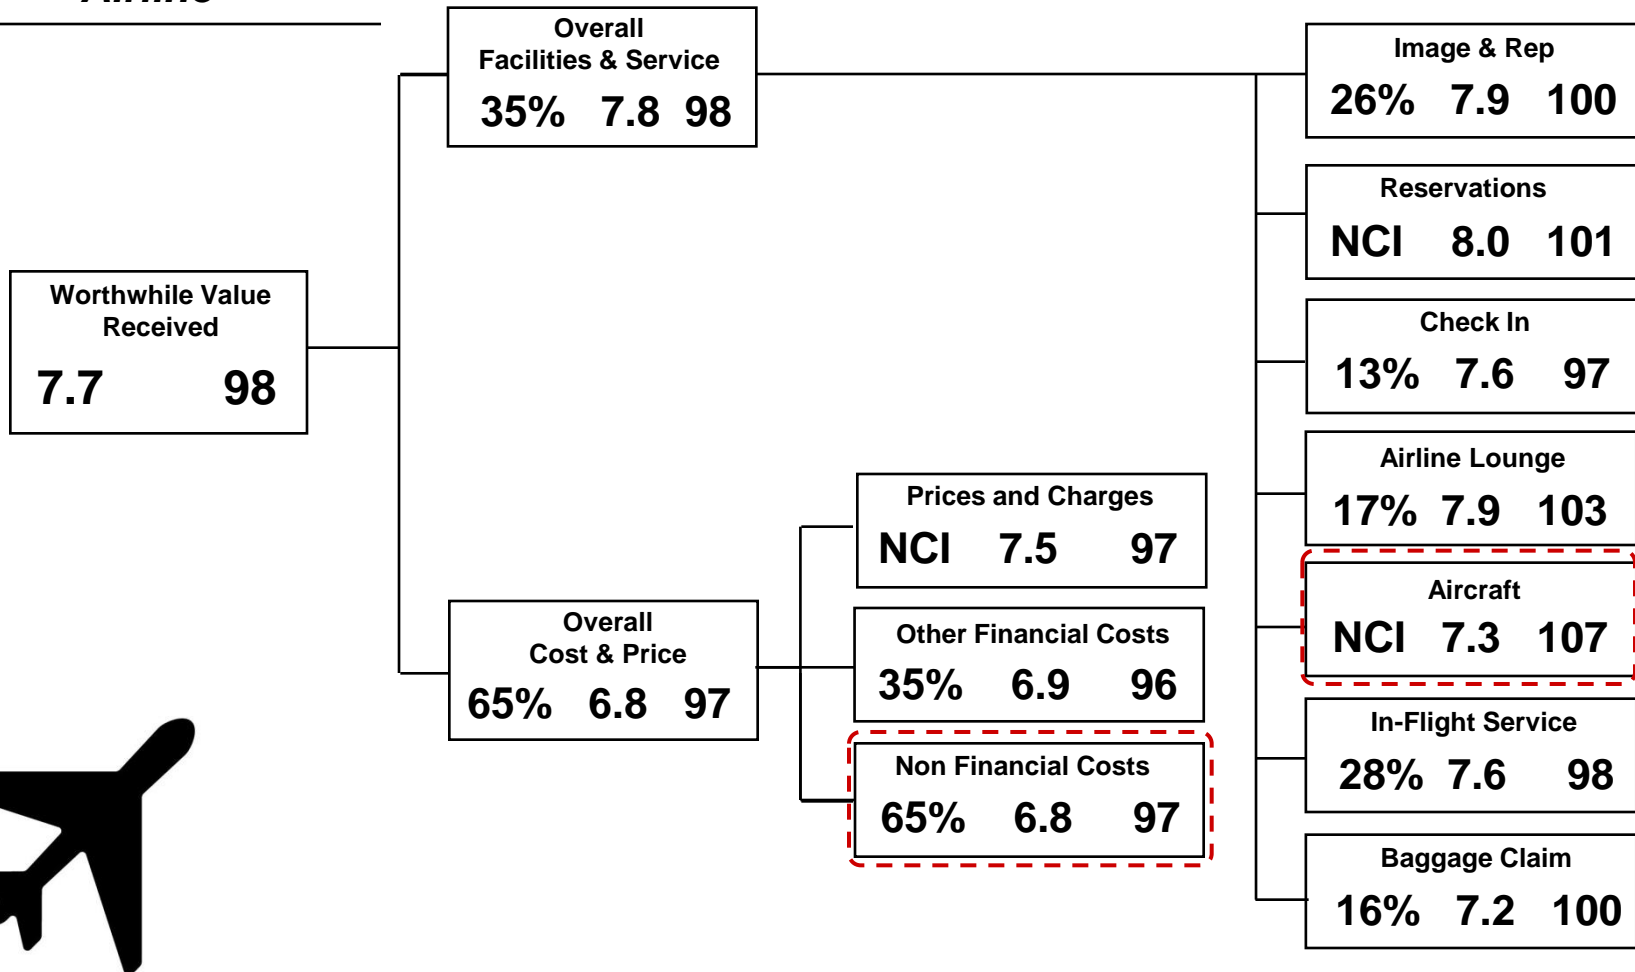 Airline
Overall
Facilities & Service
35% 7.8 98
Worthwhile Value
Received
7.7 98
Overall
Cost & Price
65% 6.8 97
Prices and Charges
NCI 7.5 97
Other Financial Costs
35% 6.9 96
Non Financial Costs
65% 6.8 97
Image & Rep
26% 7.9 100
Reservations
NCI 8.0 101
Check In
13% 7.6 97
Airline Lounge
17% 7.9 103
Aircraft
NCI 7.3 107
In-Flight Service
28% 7.6 98
Baggage Claim
16% 7.2 100